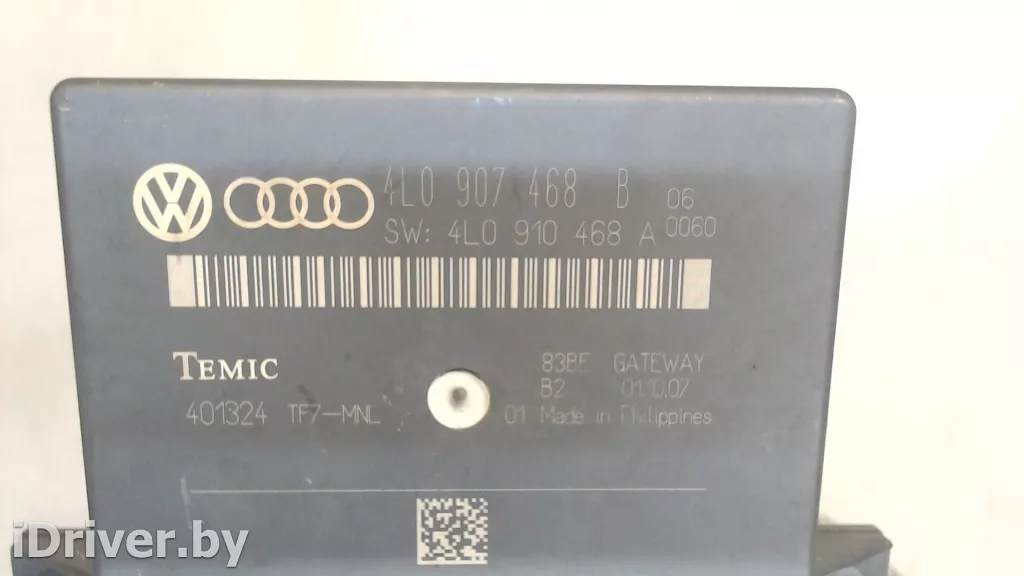 4L0 907 468 B 06
SW: 4L0 910 468 A 0060
TEMIC
83BE GATEWAY
B2 01.10.07
401324 TF7-MNL 01 Made in Philippines
iDriver.by